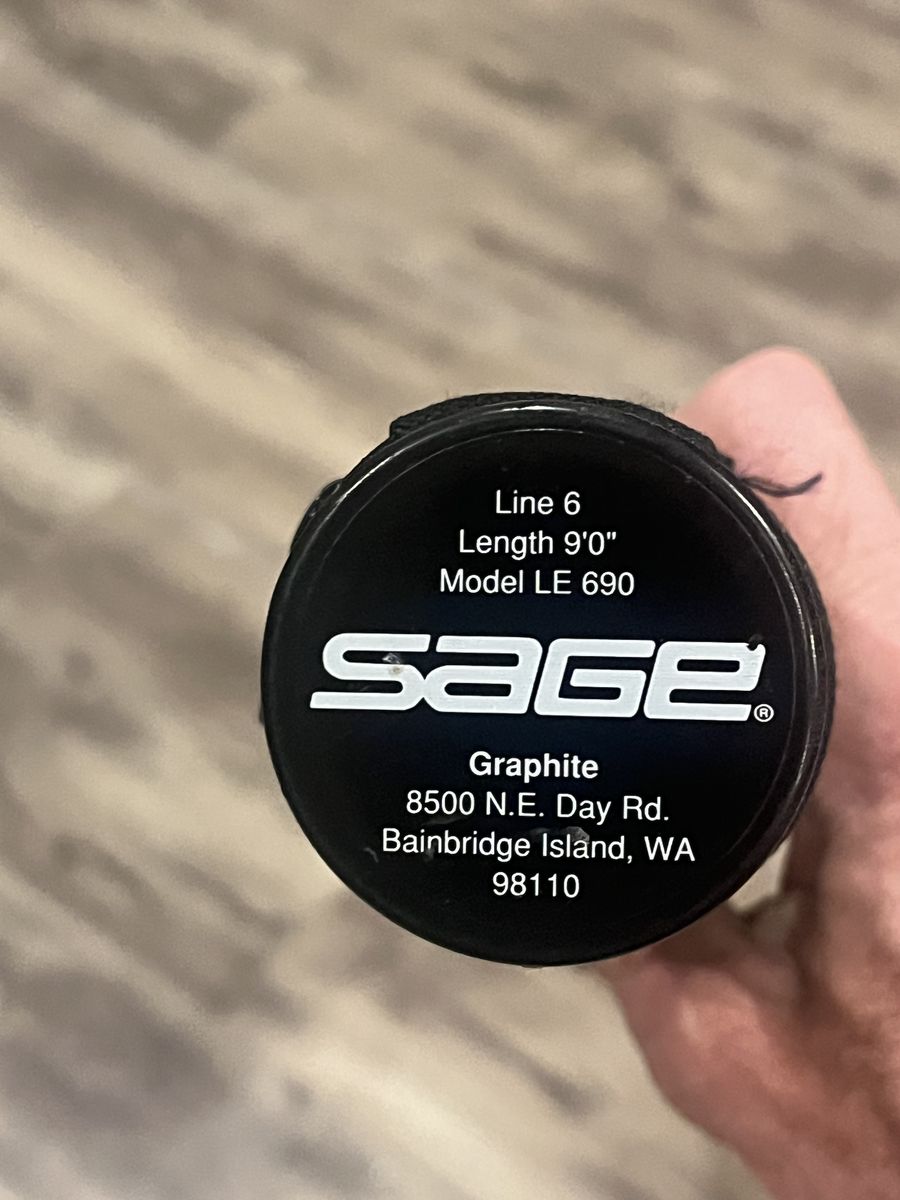 Line 6
Length 9'0"
Model LE 690
SAGE®
Graphite
8500 N.E. Day Rd.
Bainbridge Island, WA
98110